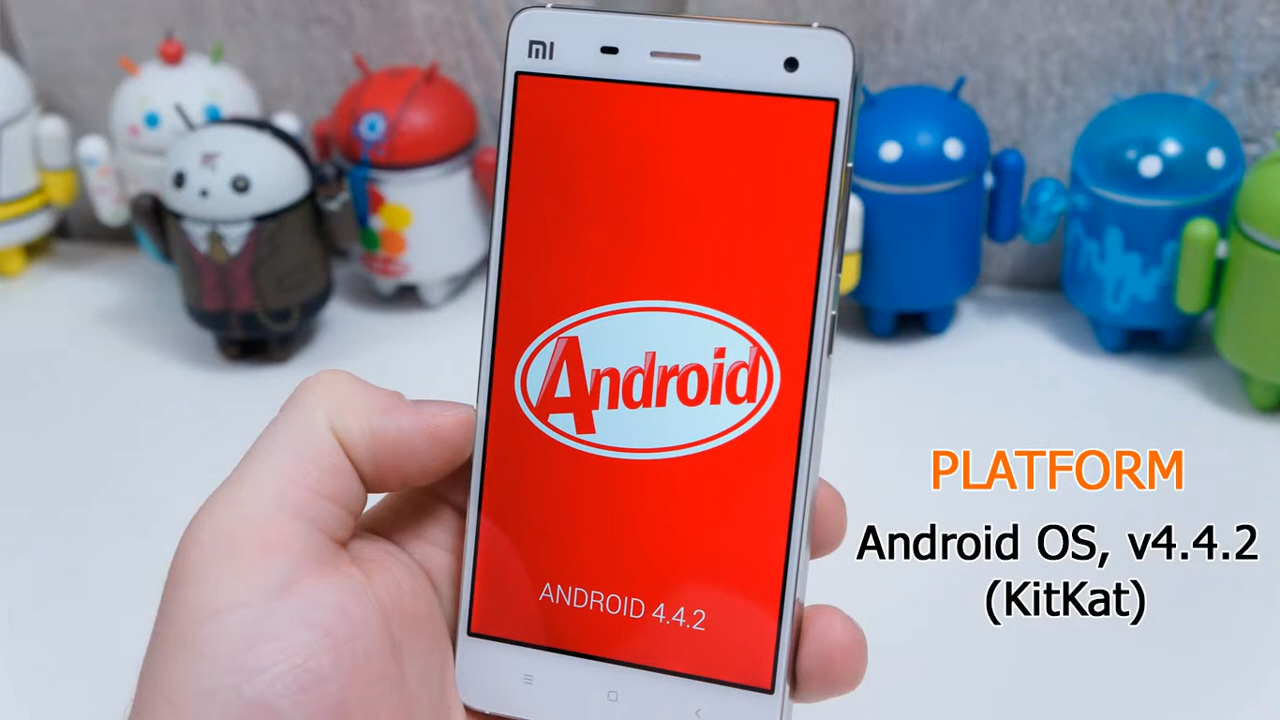 MI
Android
ANDROID 4.4.2
PLATFORM
Android OS, v4.4.2
(KitKat)